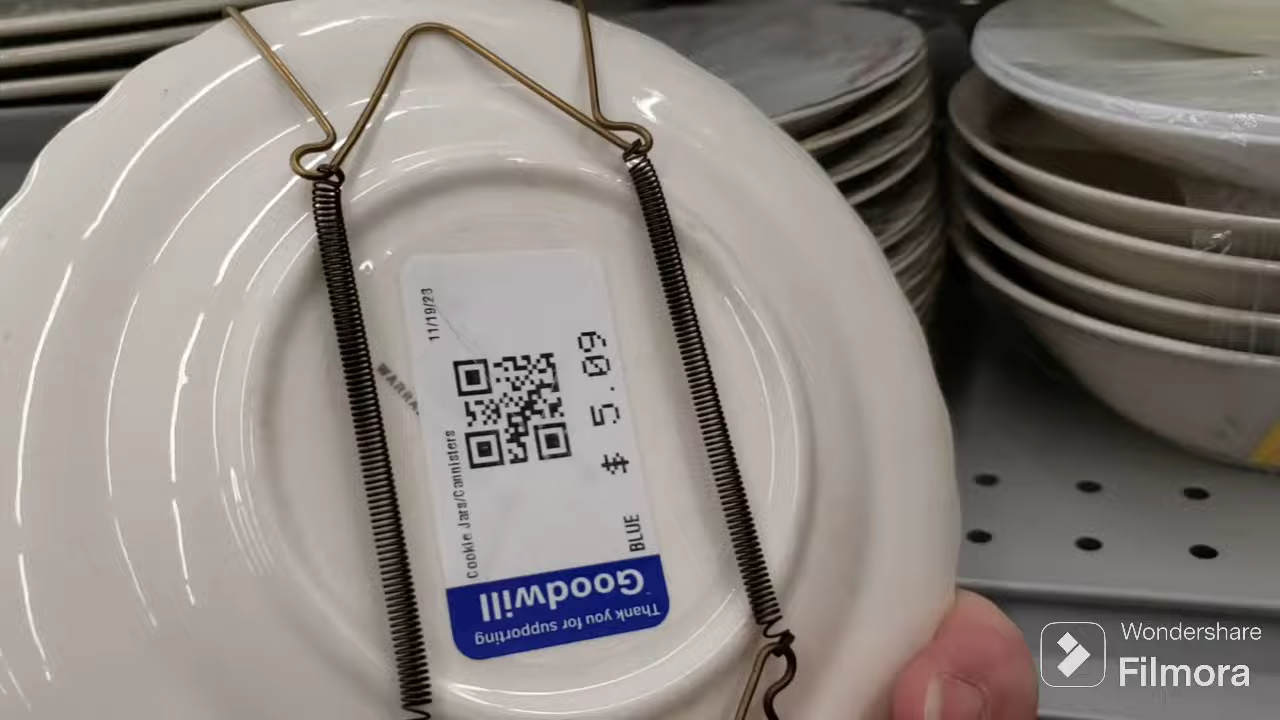 11/19/23
Cookie Jars/Cannisters
$ 5.09
BLUE
Thank you for supporting
Goodwill
Wondershare
Filmora